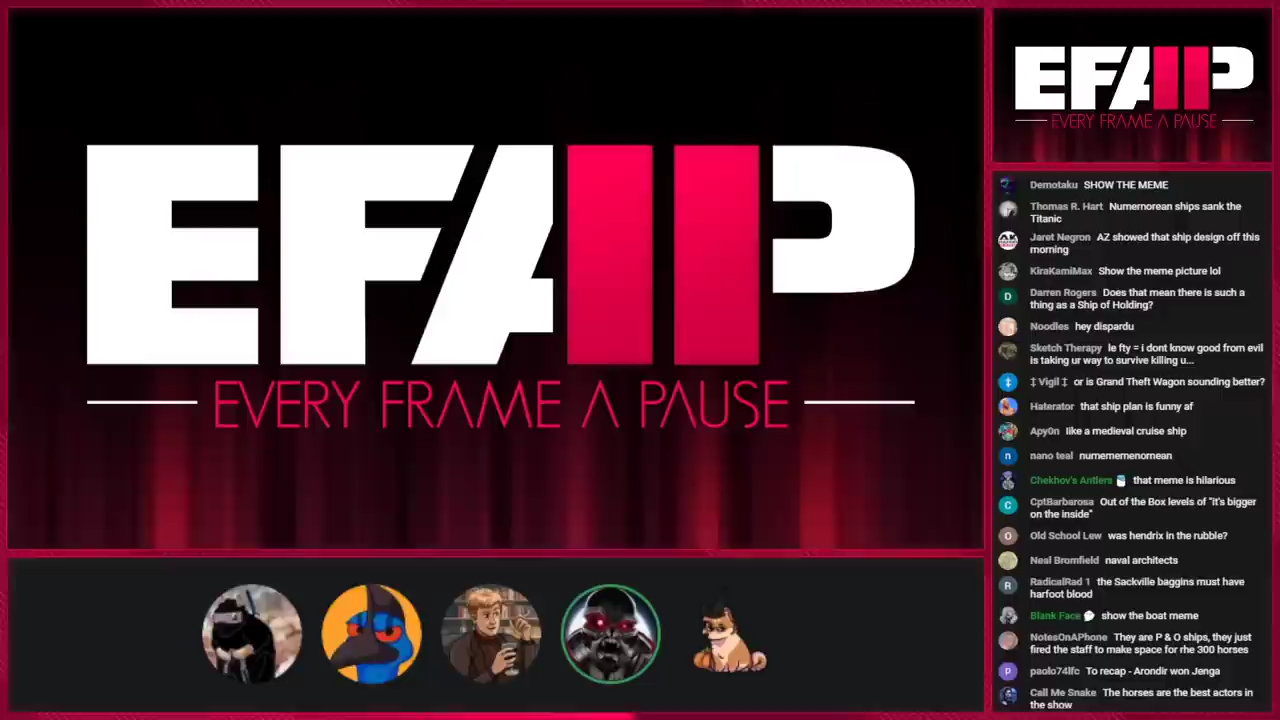 EFAP
EVERY FRAME A PAUSE
EFAP
EVERY FRAME A PAUSE
Demotaku SHOW THE MEME
Thomas R. Hart Numernorean ships sank the
Titanic
Jaret Negron AZ showed that ship design off this
morning
KiraKamiMax Show the meme picture lol
D Darren Rogers Does that mean there is such a
thing as a Ship of Holding?
Noodles hey dispardu
Sketch Therapy le fty = i dont know good from evil
is taking ur way to survive killing u...
‡ Vigil ‡ or is Grand Theft Wagon sounding better?
Haterator that ship plan is funny af
Apy0n like a medieval cruise ship
n nano teal numememenornean
Chekhov's Antlers that meme is hilarious
C CptBarbarosa Out of the Box levels of "it's bigger
on the inside"
O Old School Lew was hendrix in the rubble?
Neal Bromfield naval architects
RadicalRad 1 the Sackville baggins must have
harfoot blood
Blank Face show the boat meme
NotesOnAPhone They are P & O ships, they just
fired the staff to make space for rhe 300 horses
P paolo74lfc To recap - Arondir won Jenga
Call Me Snake The horses are the best actors in
the show